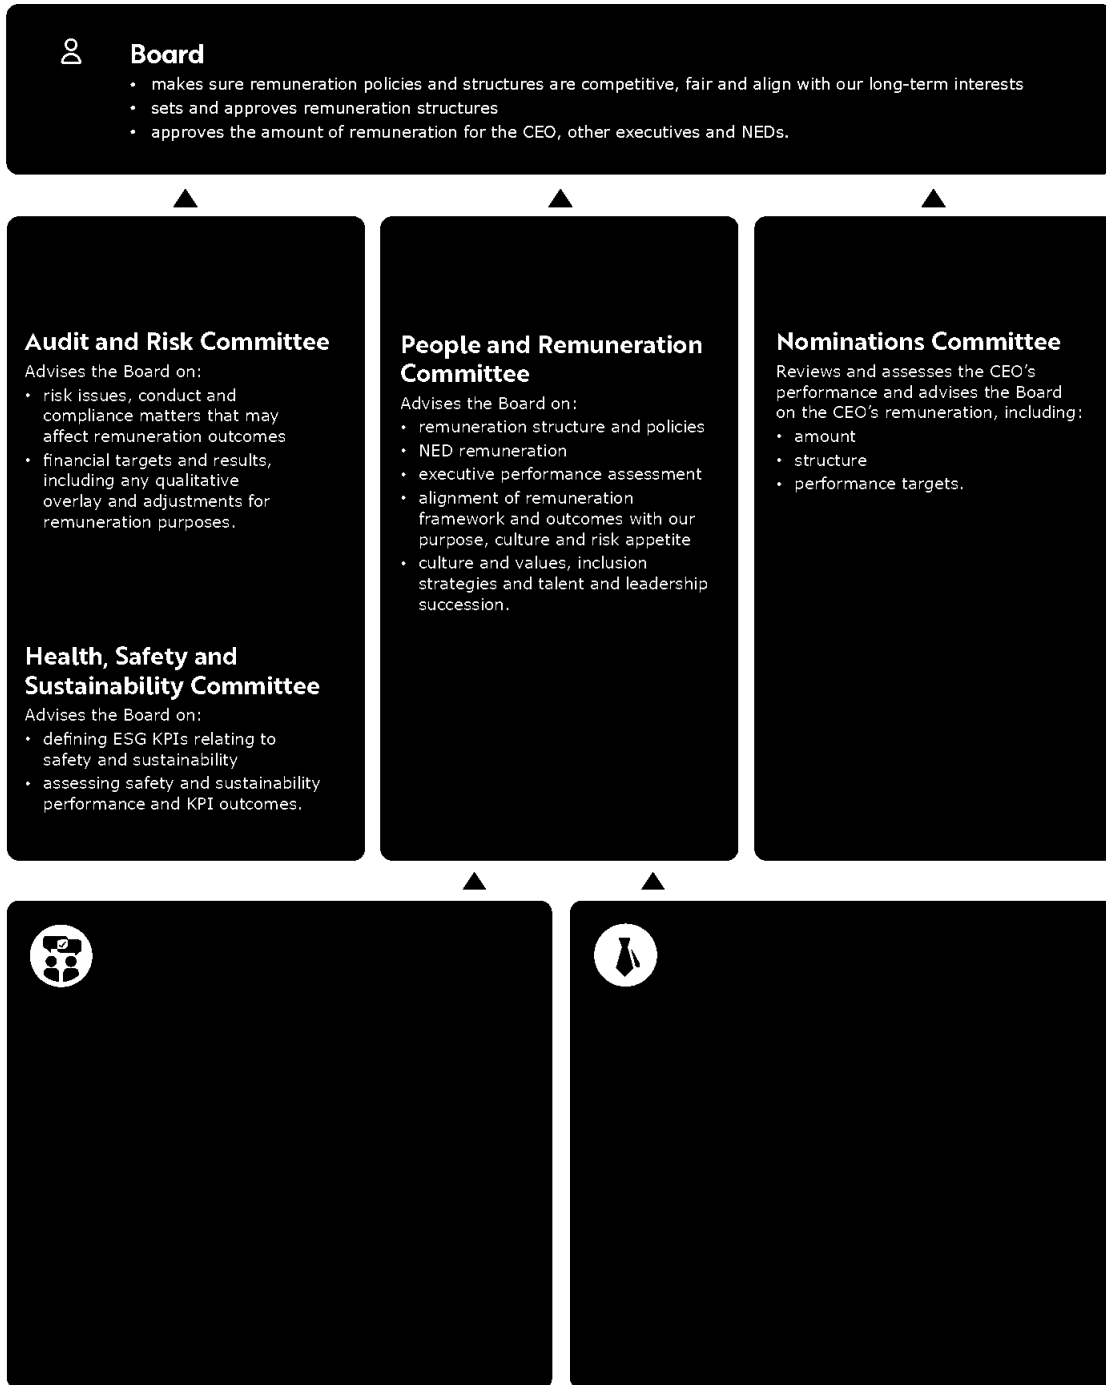 Board
• makes sure remuneration policies and structures are competitive, fair and align with our long-term interests
• sets and approves remuneration structures
• approves the amount of remuneration for the CEO, other executives and NEDs.
Audit and Risk Committee
Advises the Board on:
• risk issues, conduct and
compliance matters that may
affect remuneration outcomes
• financial targets and results,
including any qualitative
overlay and adjustments for
remuneration purposes.
Health, Safety and
Sustainability Committee
Advises the Board on:
• defining ESG KPIs relating to
safety and sustainability
• assessing safety and sustainability
performance and KPI outcomes.
People and Remuneration
Committee
Advises the Board on:
• remuneration structure and policies
• NED remuneration
• executive performance assessment
• alignment of remuneration
framework and outcomes with our
purpose, culture and risk appetite
• culture and values, inclusion
strategies and talent and leadership
succession.
Nominations Committee
Reviews and assesses the CEO’s
performance and advises the Board
on the CEO’s remuneration, including:
• amount
• structure
• performance targets.